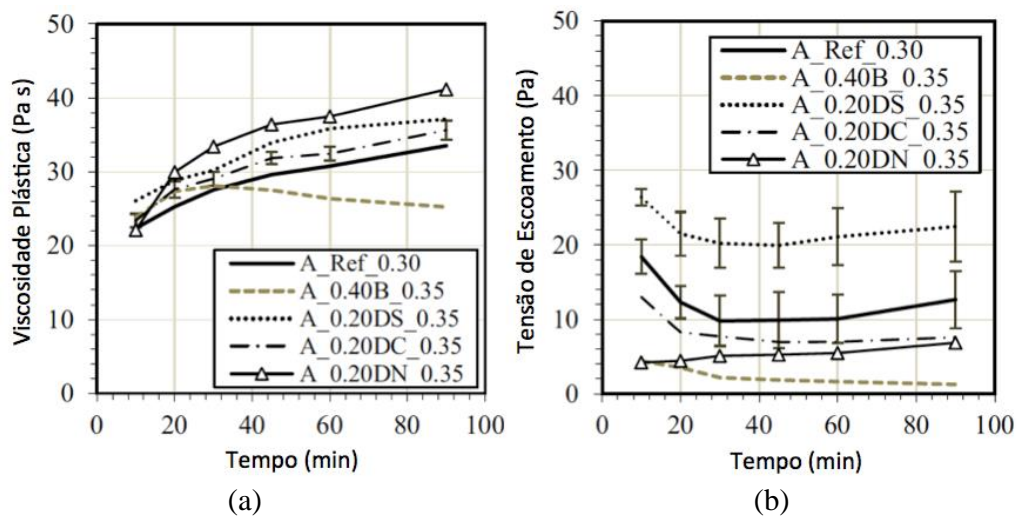 50
40
30
20
10
0
0 20 40 60 80 100
Viscosidade Plástica (Pa s)
Tempo (min)
A_Ref_0.30
A_0.40B_0.35
A_0.20DS_0.35
A_0.20DC_0.35
A_0.20DN_0.35
(a)
50
40
30
20
10
0
0 20 40 60 80 100
Tensão de Escoamento (Pa)
Tempo (min)
A_Ref_0.30
A_0.40B_0.35
A_0.20DS_0.35
A_0.20DC_0.35
A_0.20DN_0.35
(b)